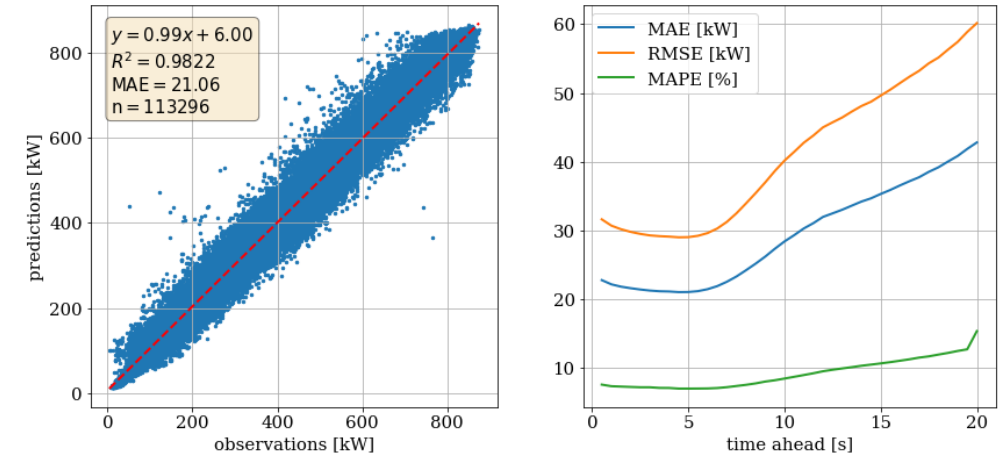 y = 0.99x + 6.00
R² = 0.9822
MAE = 21.06
n = 113296
800
600
400
200
0
predictions [kW]
0 200 400 600 800
observations [kW]
MAE [kW]
RMSE [kW]
MAPE [%]
60
50
40
30
20
10
0 5 10 15 20
time ahead [s]